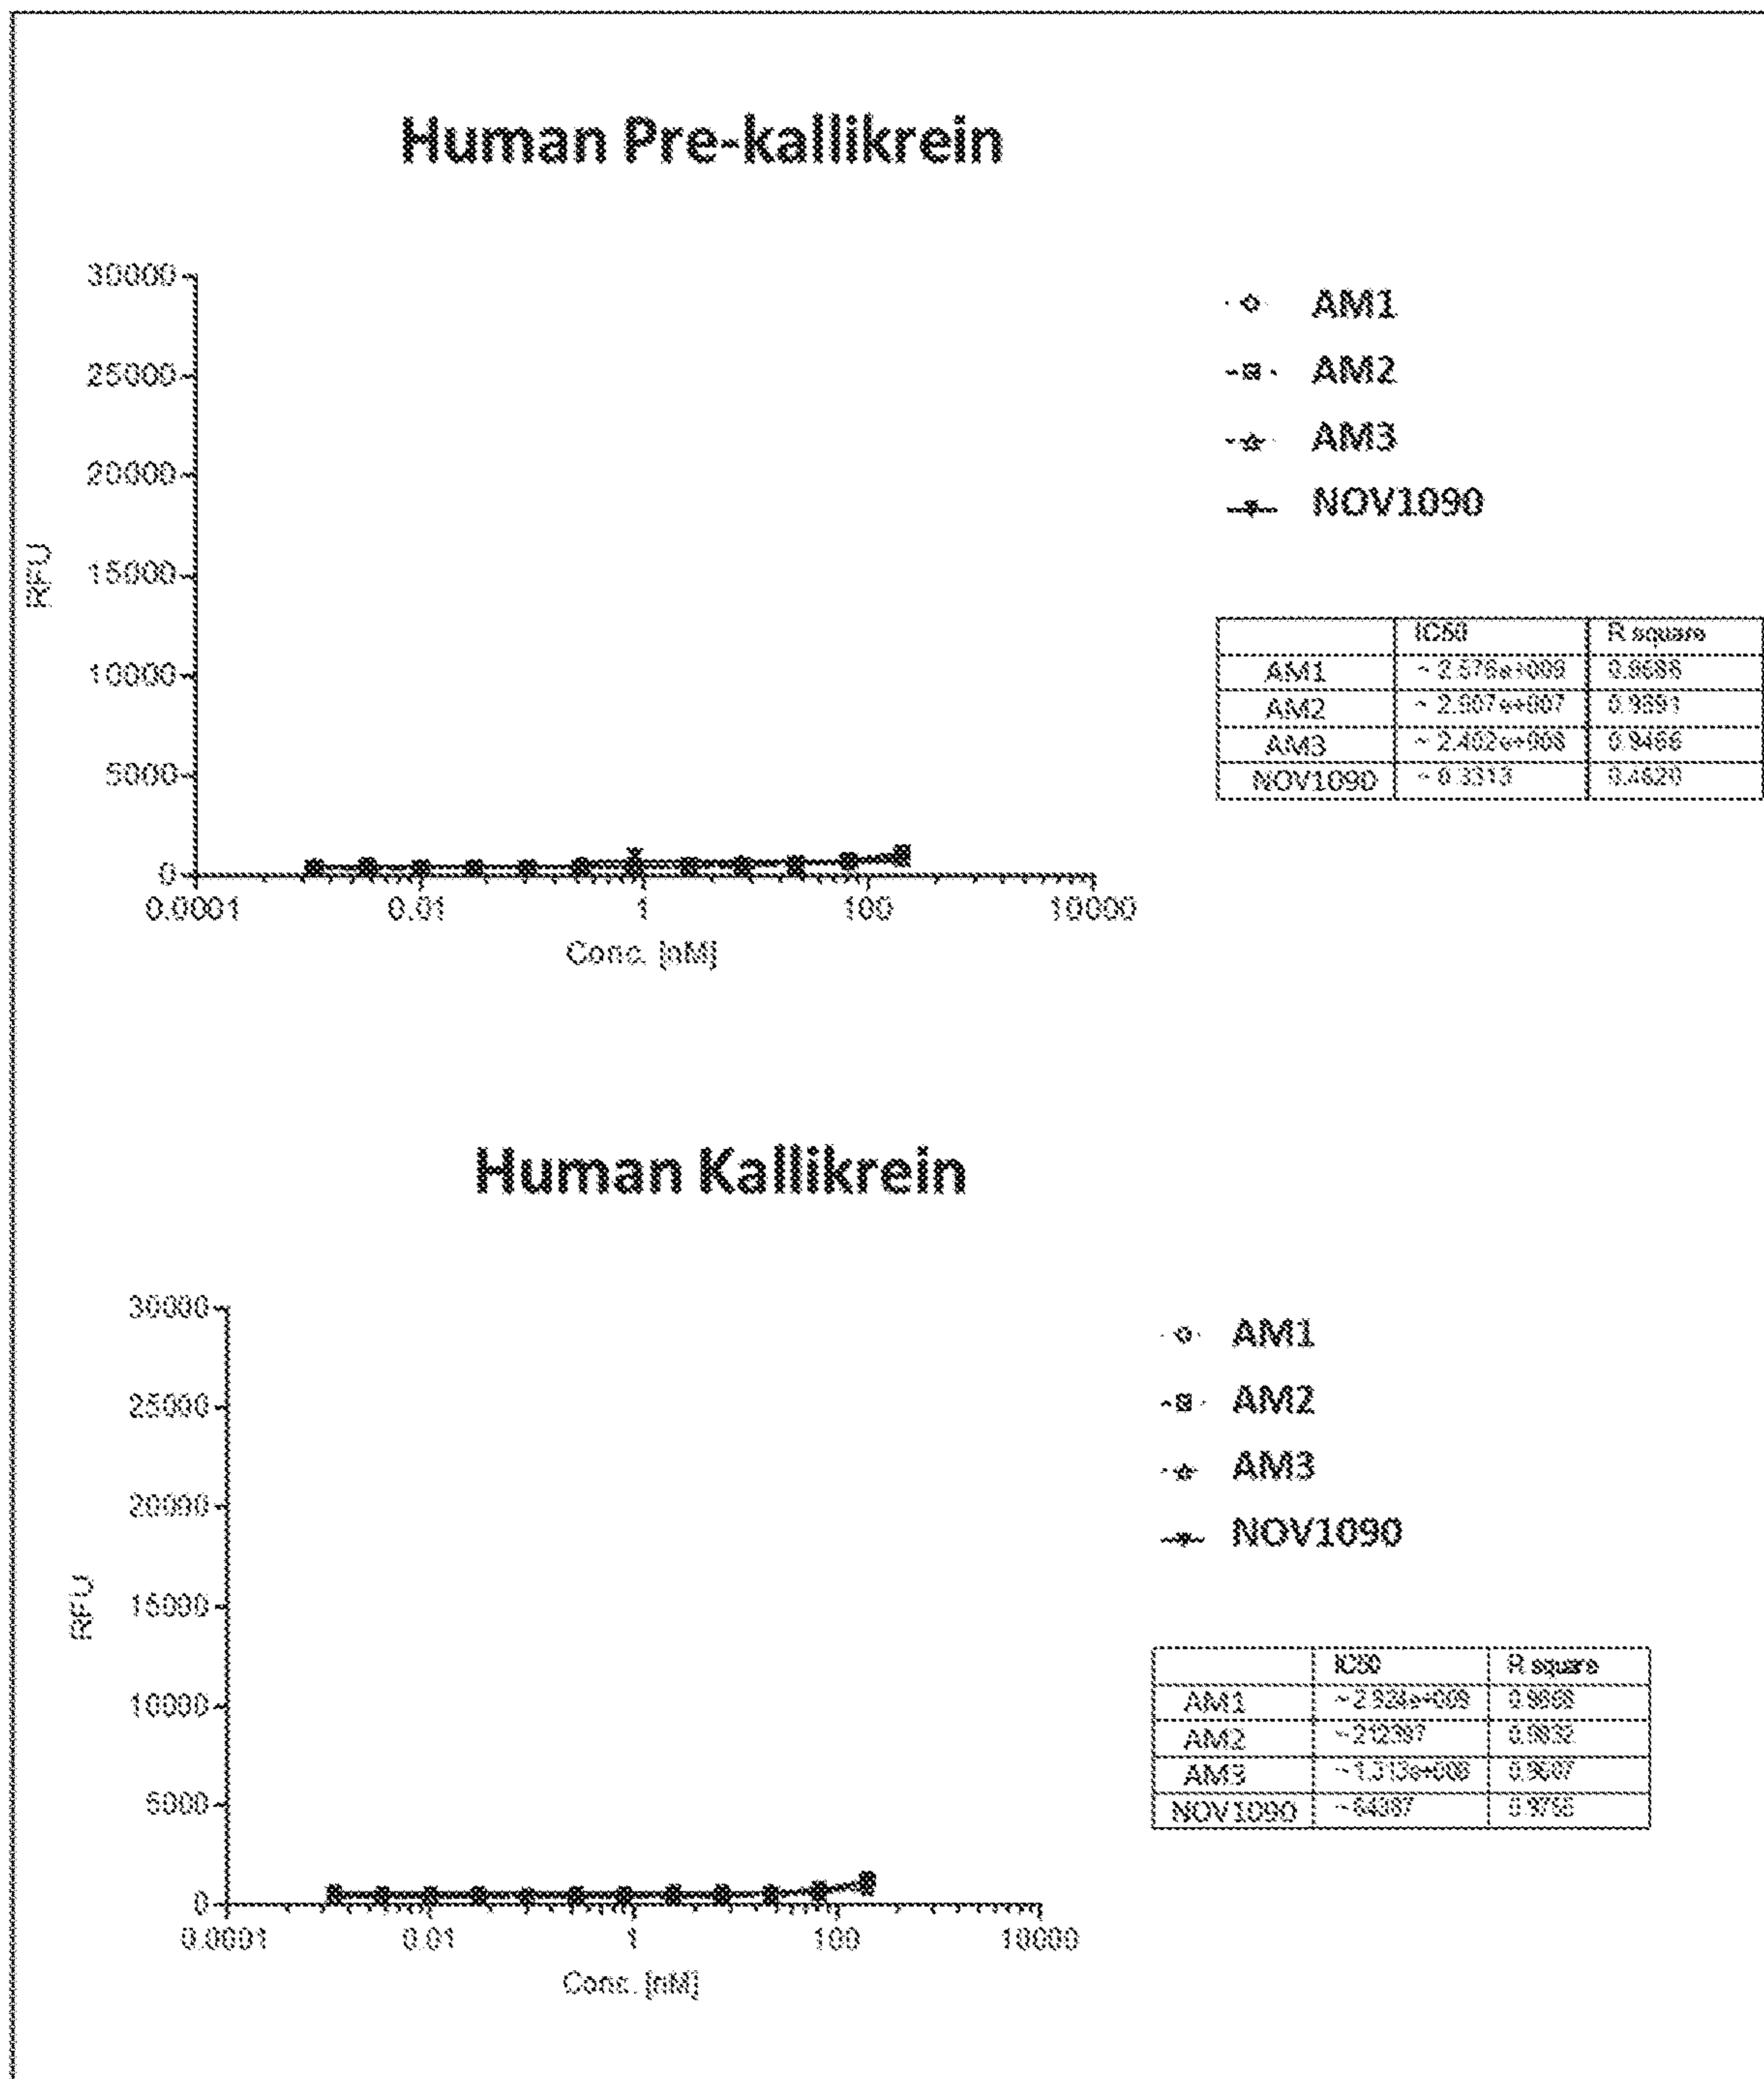 Human Pre-kallikrein
30000
25000
20000
15000
10000
5000
0
RFU
0.0001 0.01 1 100 10000
Conc. [nM]
AM1
AM2
AM3
NOV1090
IC50 R square
AM1
AM2
AM3
NOV1090
Human Kallikrein
30000
25000
20000
15000
10000
5000
0
RFU
0.0001 0.01 1 100 10000
Conc. [nM]
AM1
AM2
AM3
NOV1090
IC50 R square
AM1
AM2
AM3
NOV1090